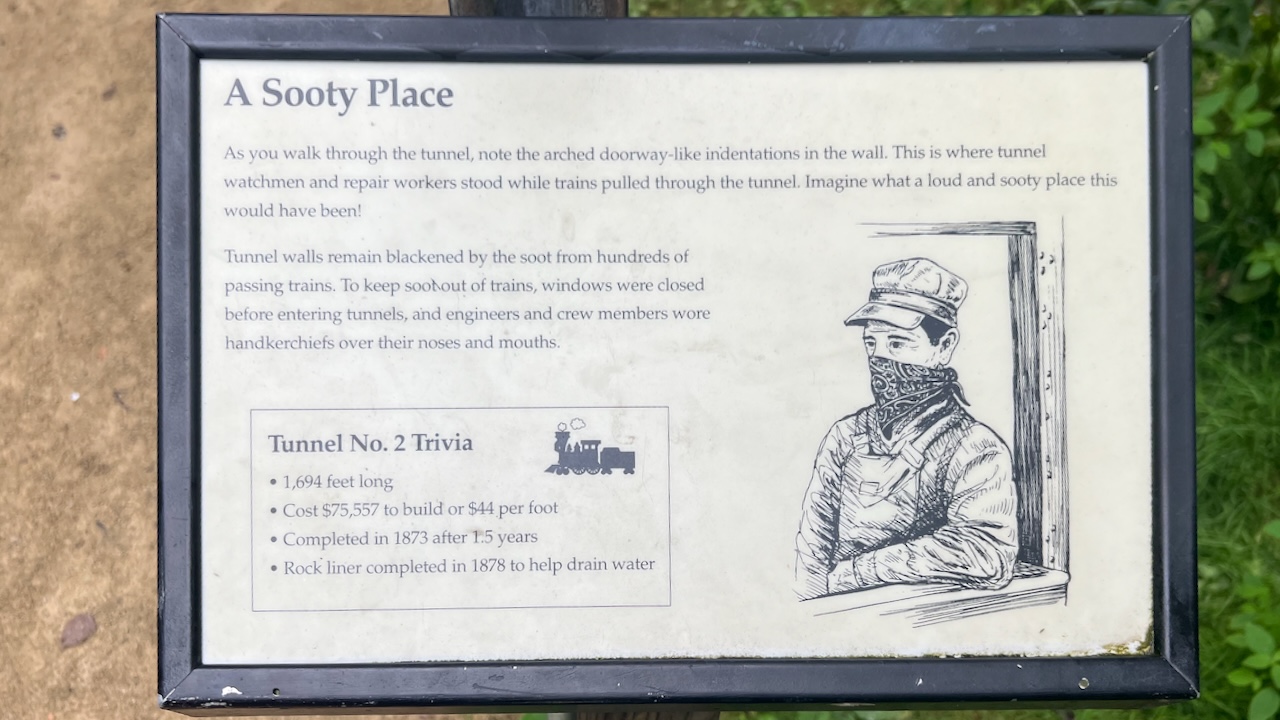 A Sooty Place
As you walk through the tunnel, note the arched doorway-like indentations in the wall. This is where tunnel
watchmen and repair workers stood while trains pulled through the tunnel. Imagine what a loud and sooty place this
would have been!
Tunnel walls remain blackened by the soot from hundreds of
passing trains. To keep soot out of trains, windows were closed
before entering tunnels, and engineers and crew members wore
handkerchiefs over their noses and mouths.
Tunnel No. 2 Trivia
• 1,694 feet long
• Cost $75,557 to build or $44 per foot
• Completed in 1873 after 1.5 years
• Rock liner completed in 1878 to help drain water